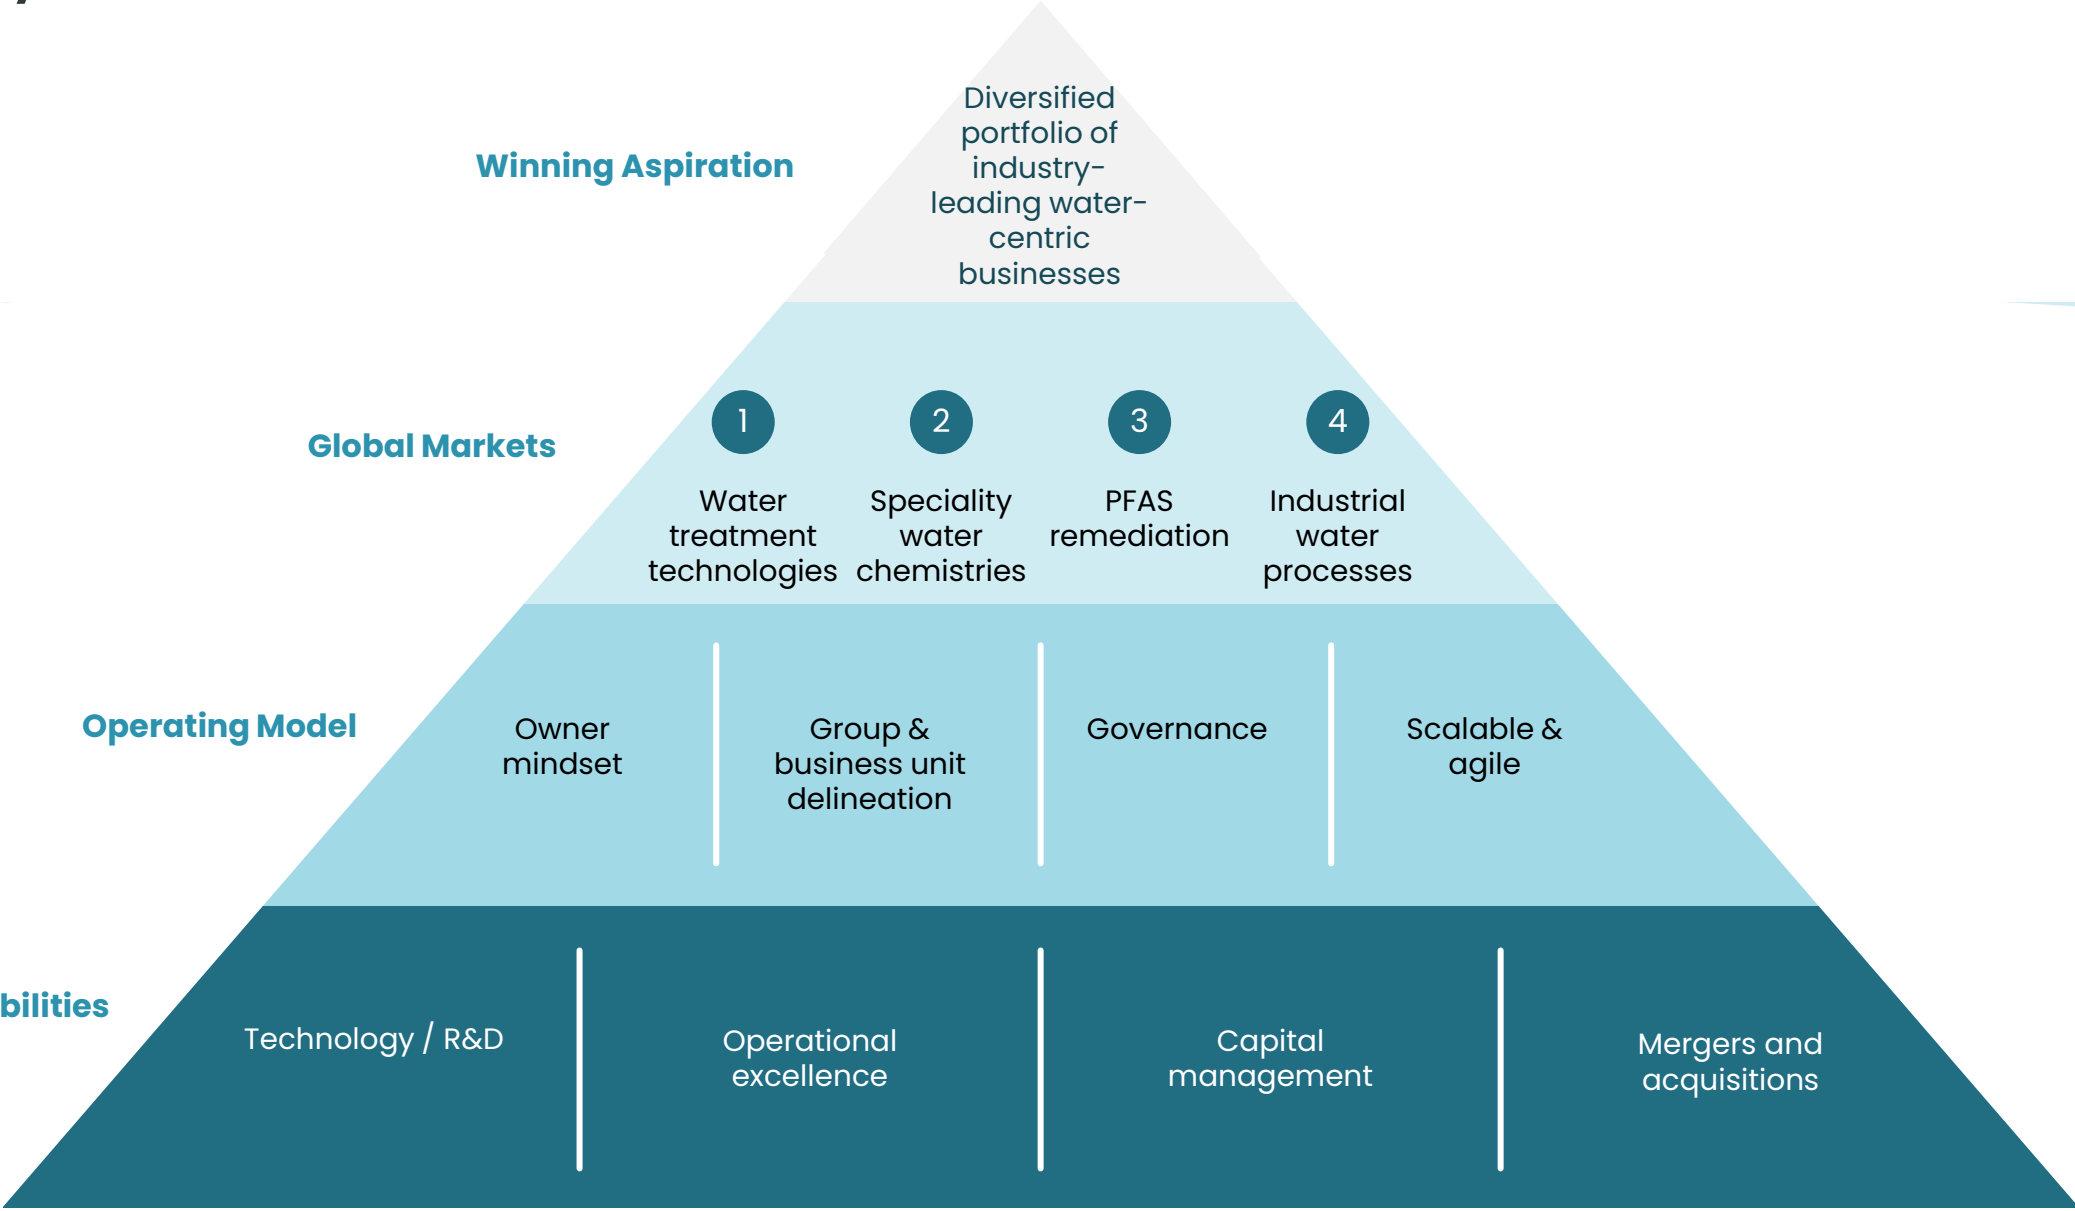 Diversified
portfolio of
industry-
leading water-
centric
businesses
Winning Aspiration
Global Markets
1
2
3
4
Water
treatment
technologies
Speciality
water
chemistries
PFAS
remediation
Industrial
water
processes
Operating Model
Owner
mindset
Group &
business unit
delineation
Governance
Scalable &
agile
bilities
Technology / R&D
Operational
excellence
Capital
management
Mergers and
acquisitions